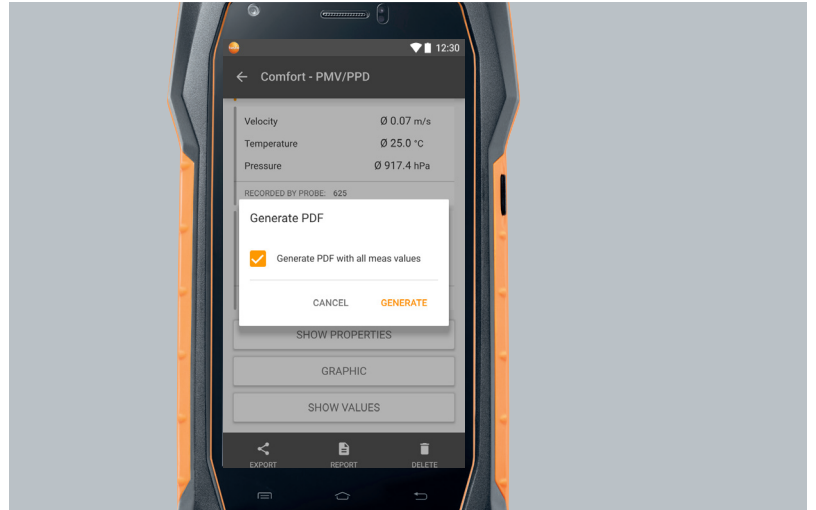 12:30
Comfort - PMV/PPD
Velocity Ø 0.07 m/s
Temperature Ø 25.0 °C
Pressure Ø 917.4 hPa
RECORDED BY PROBE: 625
Generate PDF
Generate PDF with all meas values
CANCEL GENERATE
SHOW PROPERTIES
GRAPHIC
SHOW VALUES
EXPORT REPORT DELETE